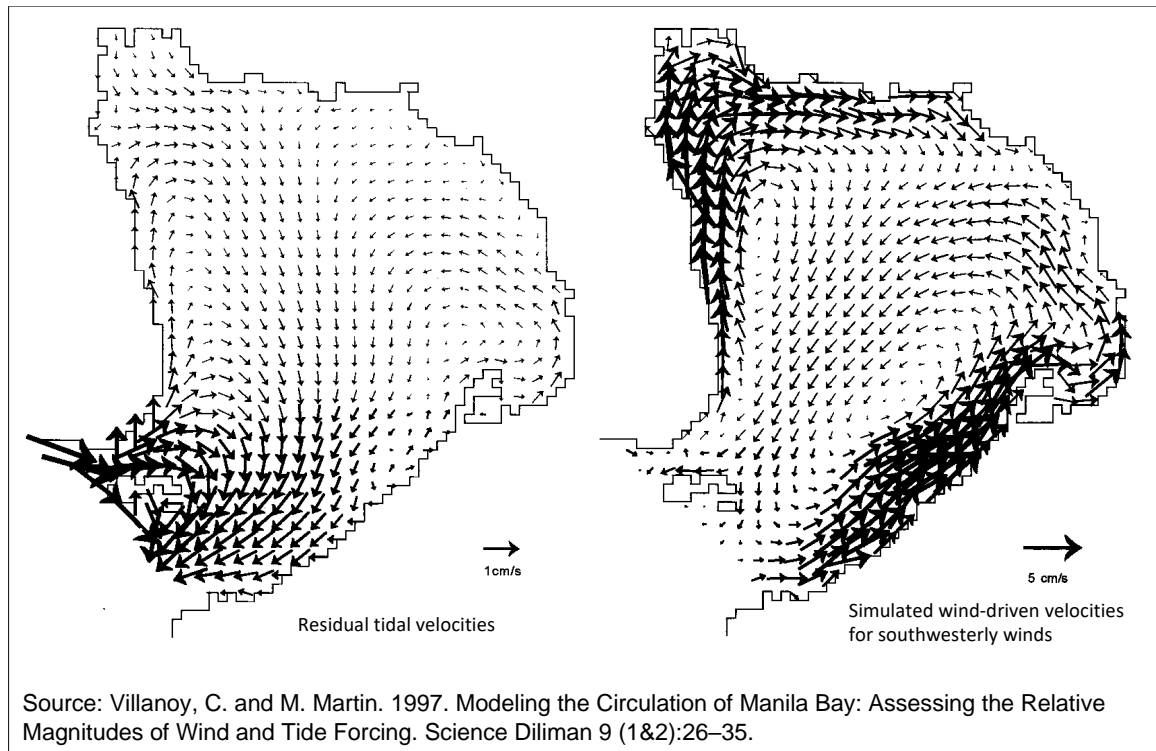 1cm/s
5 cm/s
Residual tidal velocities
Simulated wind-driven velocities
for southwesterly winds
Source: Villanoy, C. and M. Martin. 1997. Modeling the Circulation of Manila Bay: Assessing the Relative
Magnitudes of Wind and Tide Forcing. Science Diliman 9 (1&2):26–35.